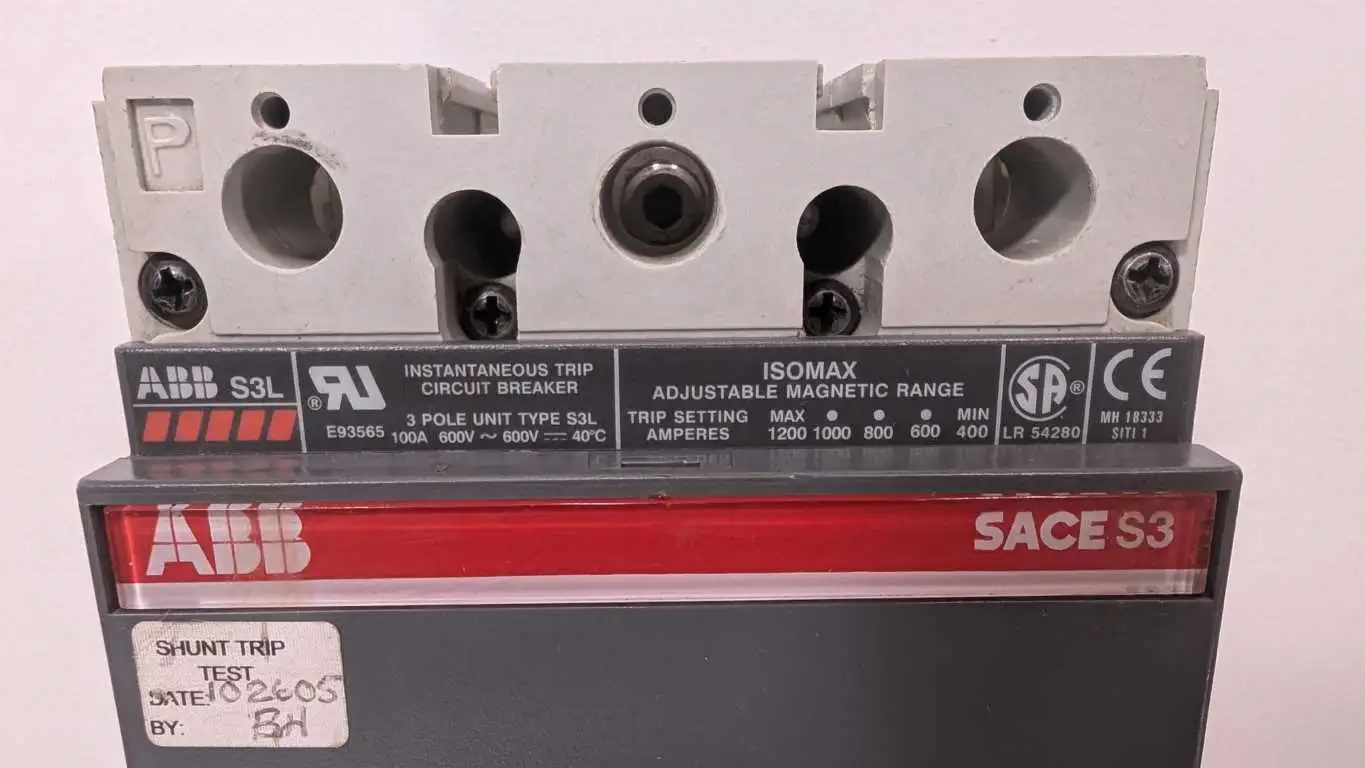 P
ABB S3L
®
E93565
INSTANTANEOUS TRIP
CIRCUIT BREAKER
3 POLE UNIT TYPE S3L
100A 600V ~ 600V ⎓ 40°C
ISOMAX
ADJUSTABLE MAGNETIC RANGE
TRIP SETTING MAX ● ● ● MIN
AMPERES 1200 1000 800 600 400
SA ®
LR 54280
CE
MH 18333
SITI 1
ABB
SACE S3
SHUNT TRIP
TEST
DATE: 102605
BY: BH